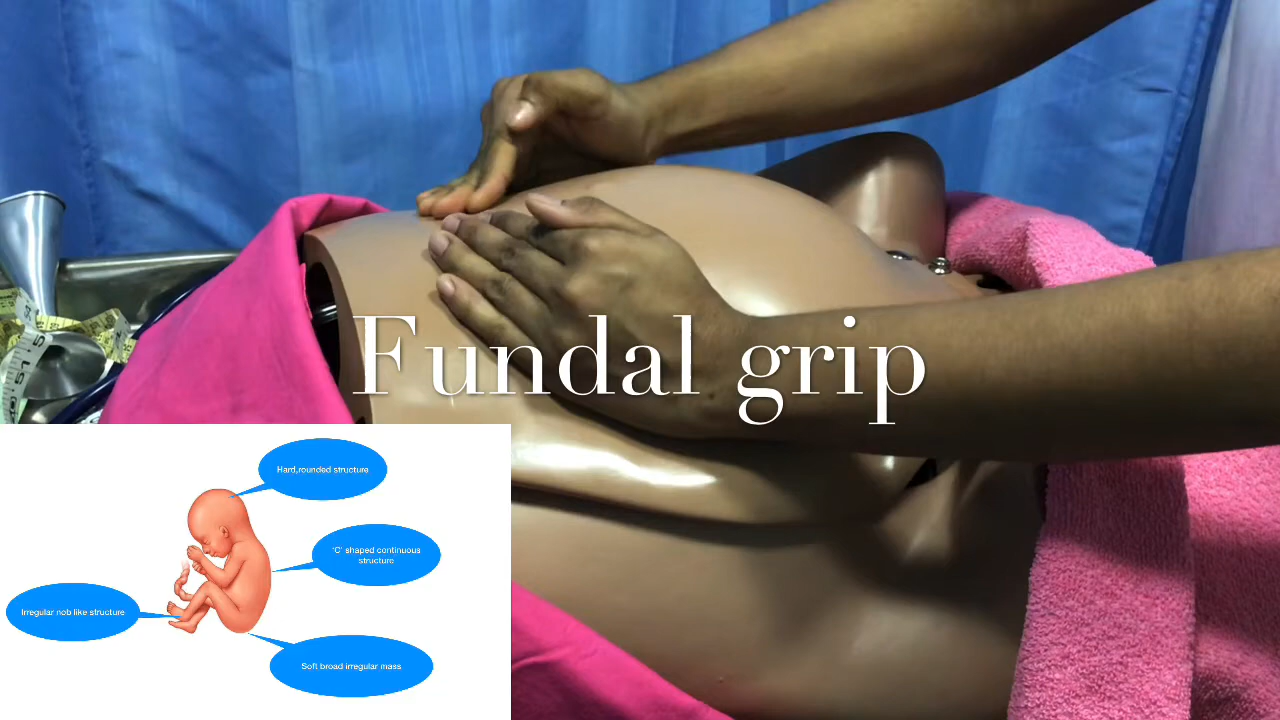 Fundal grip
Hard,rounded structure
'C' shaped continuous
structure
Irregular nob like structure
Soft broad irregular mass